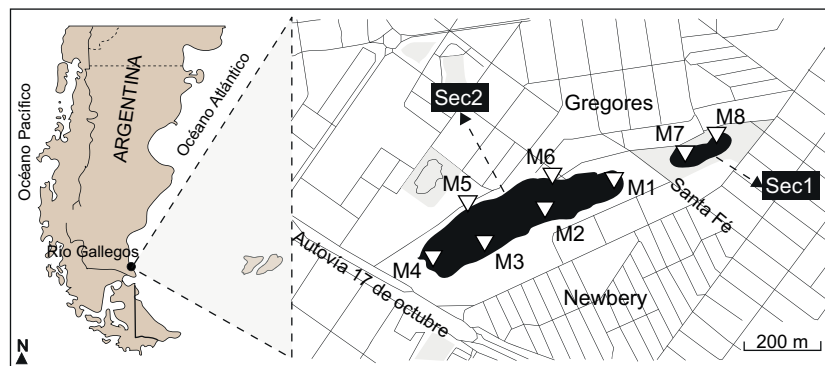 Océano Pacífico
ARGENTINA
Océano Atlántico
Río Gallegos
N
Sec2
Gregores
M8
M7
M6
M5
M1
Sec1
Santa Fé
M2
M3
M4
Autovía 17 de octubre
Newbery
200 m